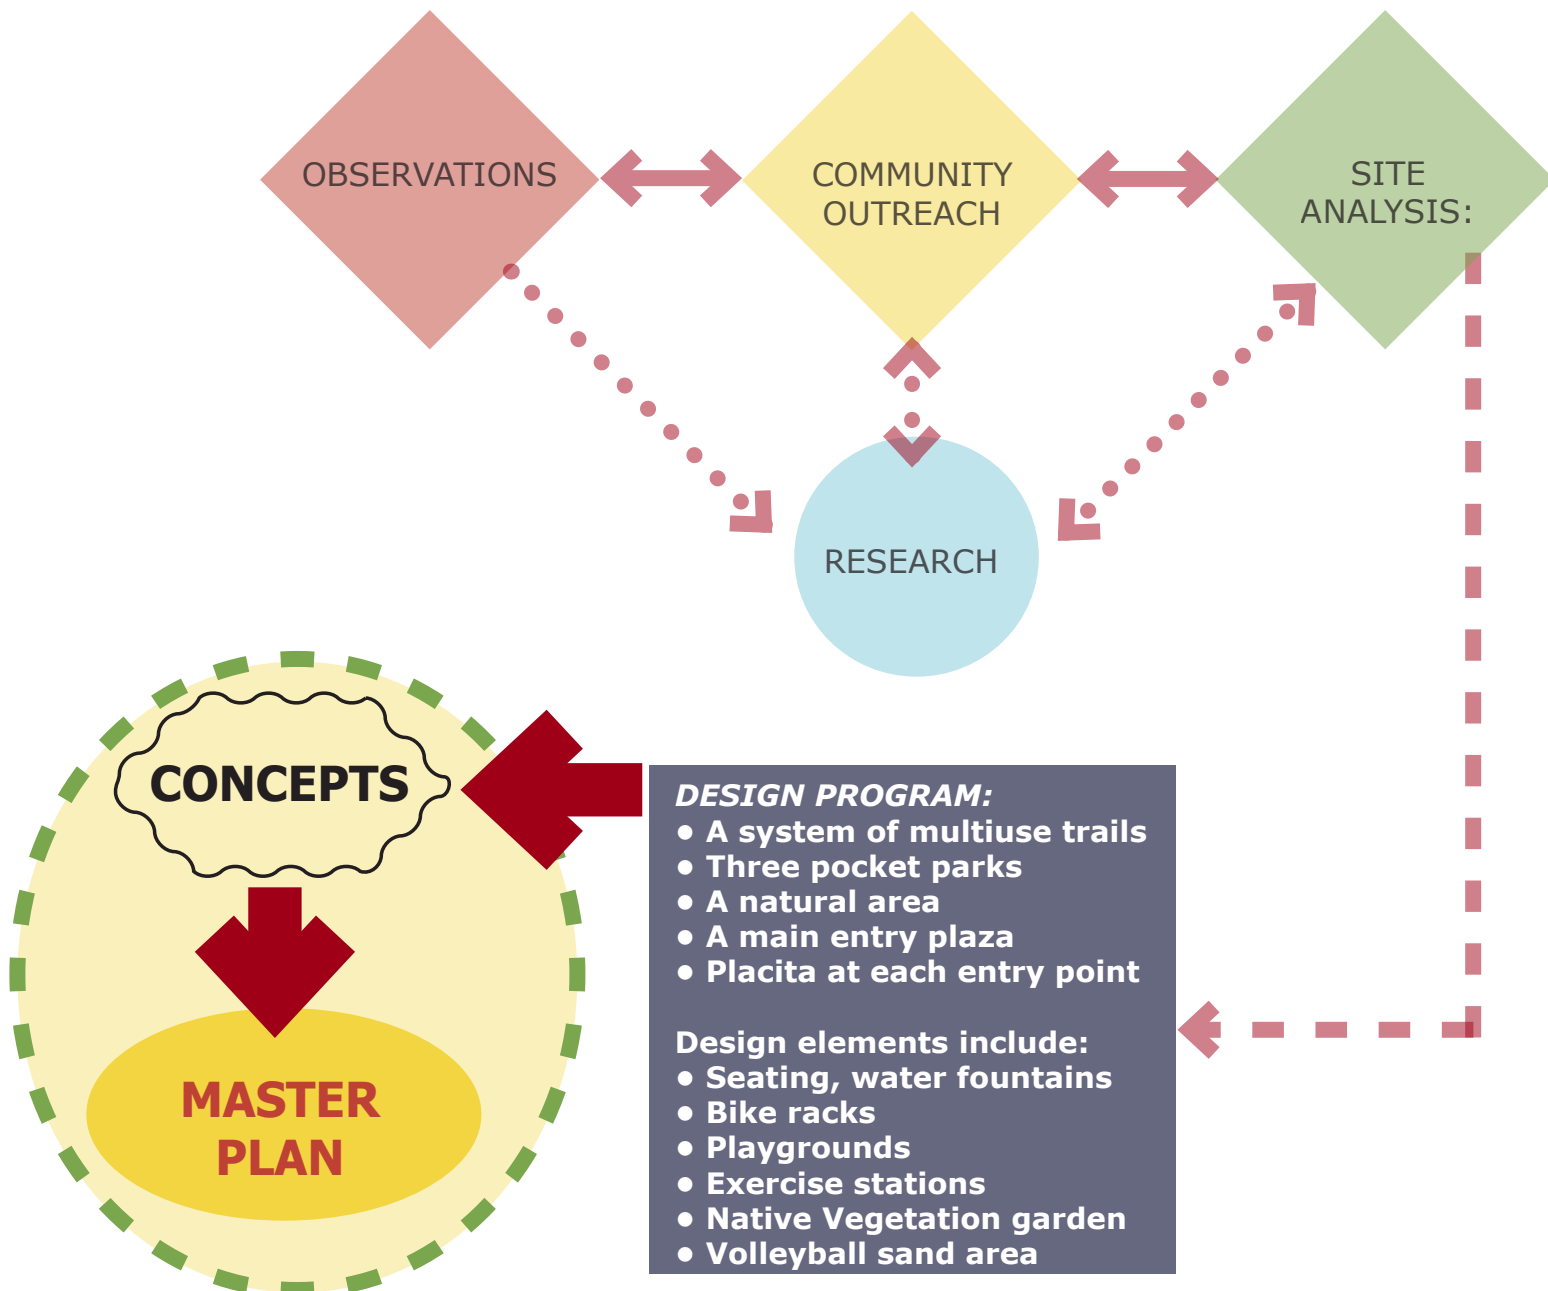 OBSERVATIONS
COMMUNITY
OUTREACH
SITE
ANALYSIS:
RESEARCH
CONCEPTS
MASTER
PLAN
DESIGN PROGRAM:
● A system of multiuse trails
● Three pocket parks
● A natural area
● A main entry plaza
● Placita at each entry point
Design elements include:
● Seating, water fountains
● Bike racks
● Playgrounds
● Exercise stations
● Native Vegetation garden
● Volleyball sand area